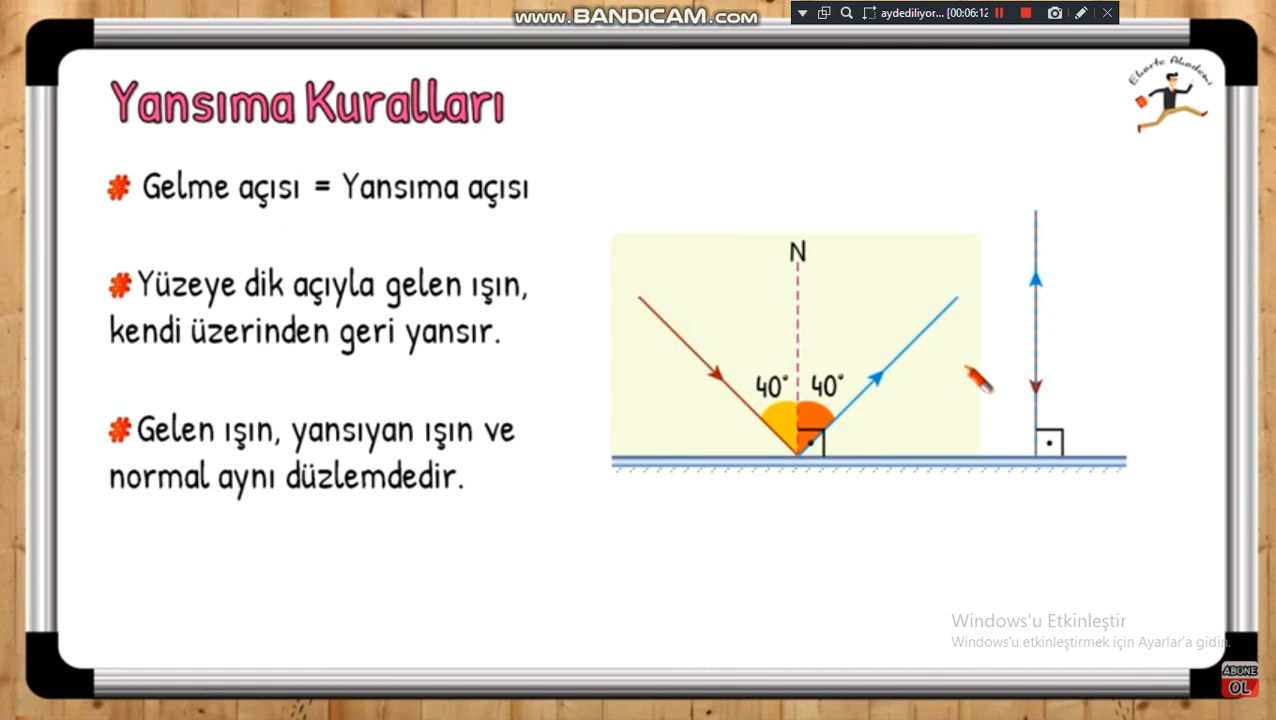 www.BANDICAM.com
aydediliyor... [00:06:12
Ekorte Akademi
Yansıma Kuralları
# Gelme açısı = Yansıma açısı
# Yüzeye dik açıyla gelen ışın,
kendi üzerinden geri yansır.
# Gelen ışın, yansıyan ışın ve
normal aynı düzlemdedir.
N
40° 40°
Windows'u Etkinleştir
Windows'u etkinleştirmek için Ayarlar'a gidin.
ABONE
OL